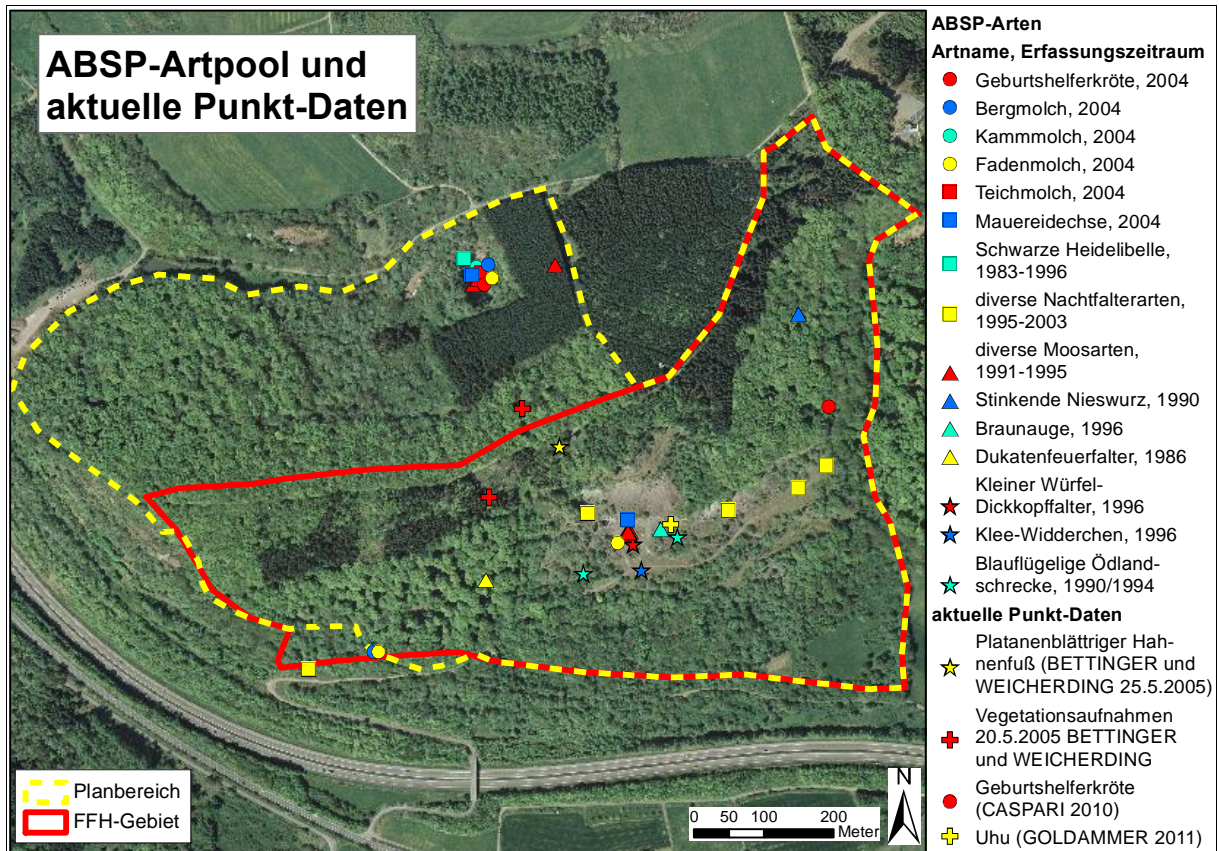 ABSP-Artpool und
aktuelle Punkt-Daten
ABSP-Arten
Artname, Erfassungszeitraum
Geburtshelferkröte, 2004
Bergmolch, 2004
Kammmolch, 2004
Fadenmolch, 2004
Teichmolch, 2004
Mauereidechse, 2004
Schwarze Heidelibelle,
1983-1996
diverse Nachtfalterarten,
1995-2003
diverse Moosarten,
1991-1995
Stinkende Nieswurz, 1990
Braunauge, 1996
Dukatenfeuerfalter, 1986
Kleiner Würfel-
Dickkopffalter, 1996
Klee-Widderchen, 1996
Blauflügelige Ödland-
schrecke, 1990/1994
aktuelle Punkt-Daten
Platanenblättriger Hah-
nenfuß (BETTINGER und
WEICHERDING 25.5.2005)
Vegetationsaufnahmen
20.5.2005 BETTINGER
und WEICHERDING
Geburtshelferkröte
(CASPARI 2010)
Uhu (GOLDAMMER 2011)
Planbereich
FFH-Gebiet
0 50 100 200
Meter
N